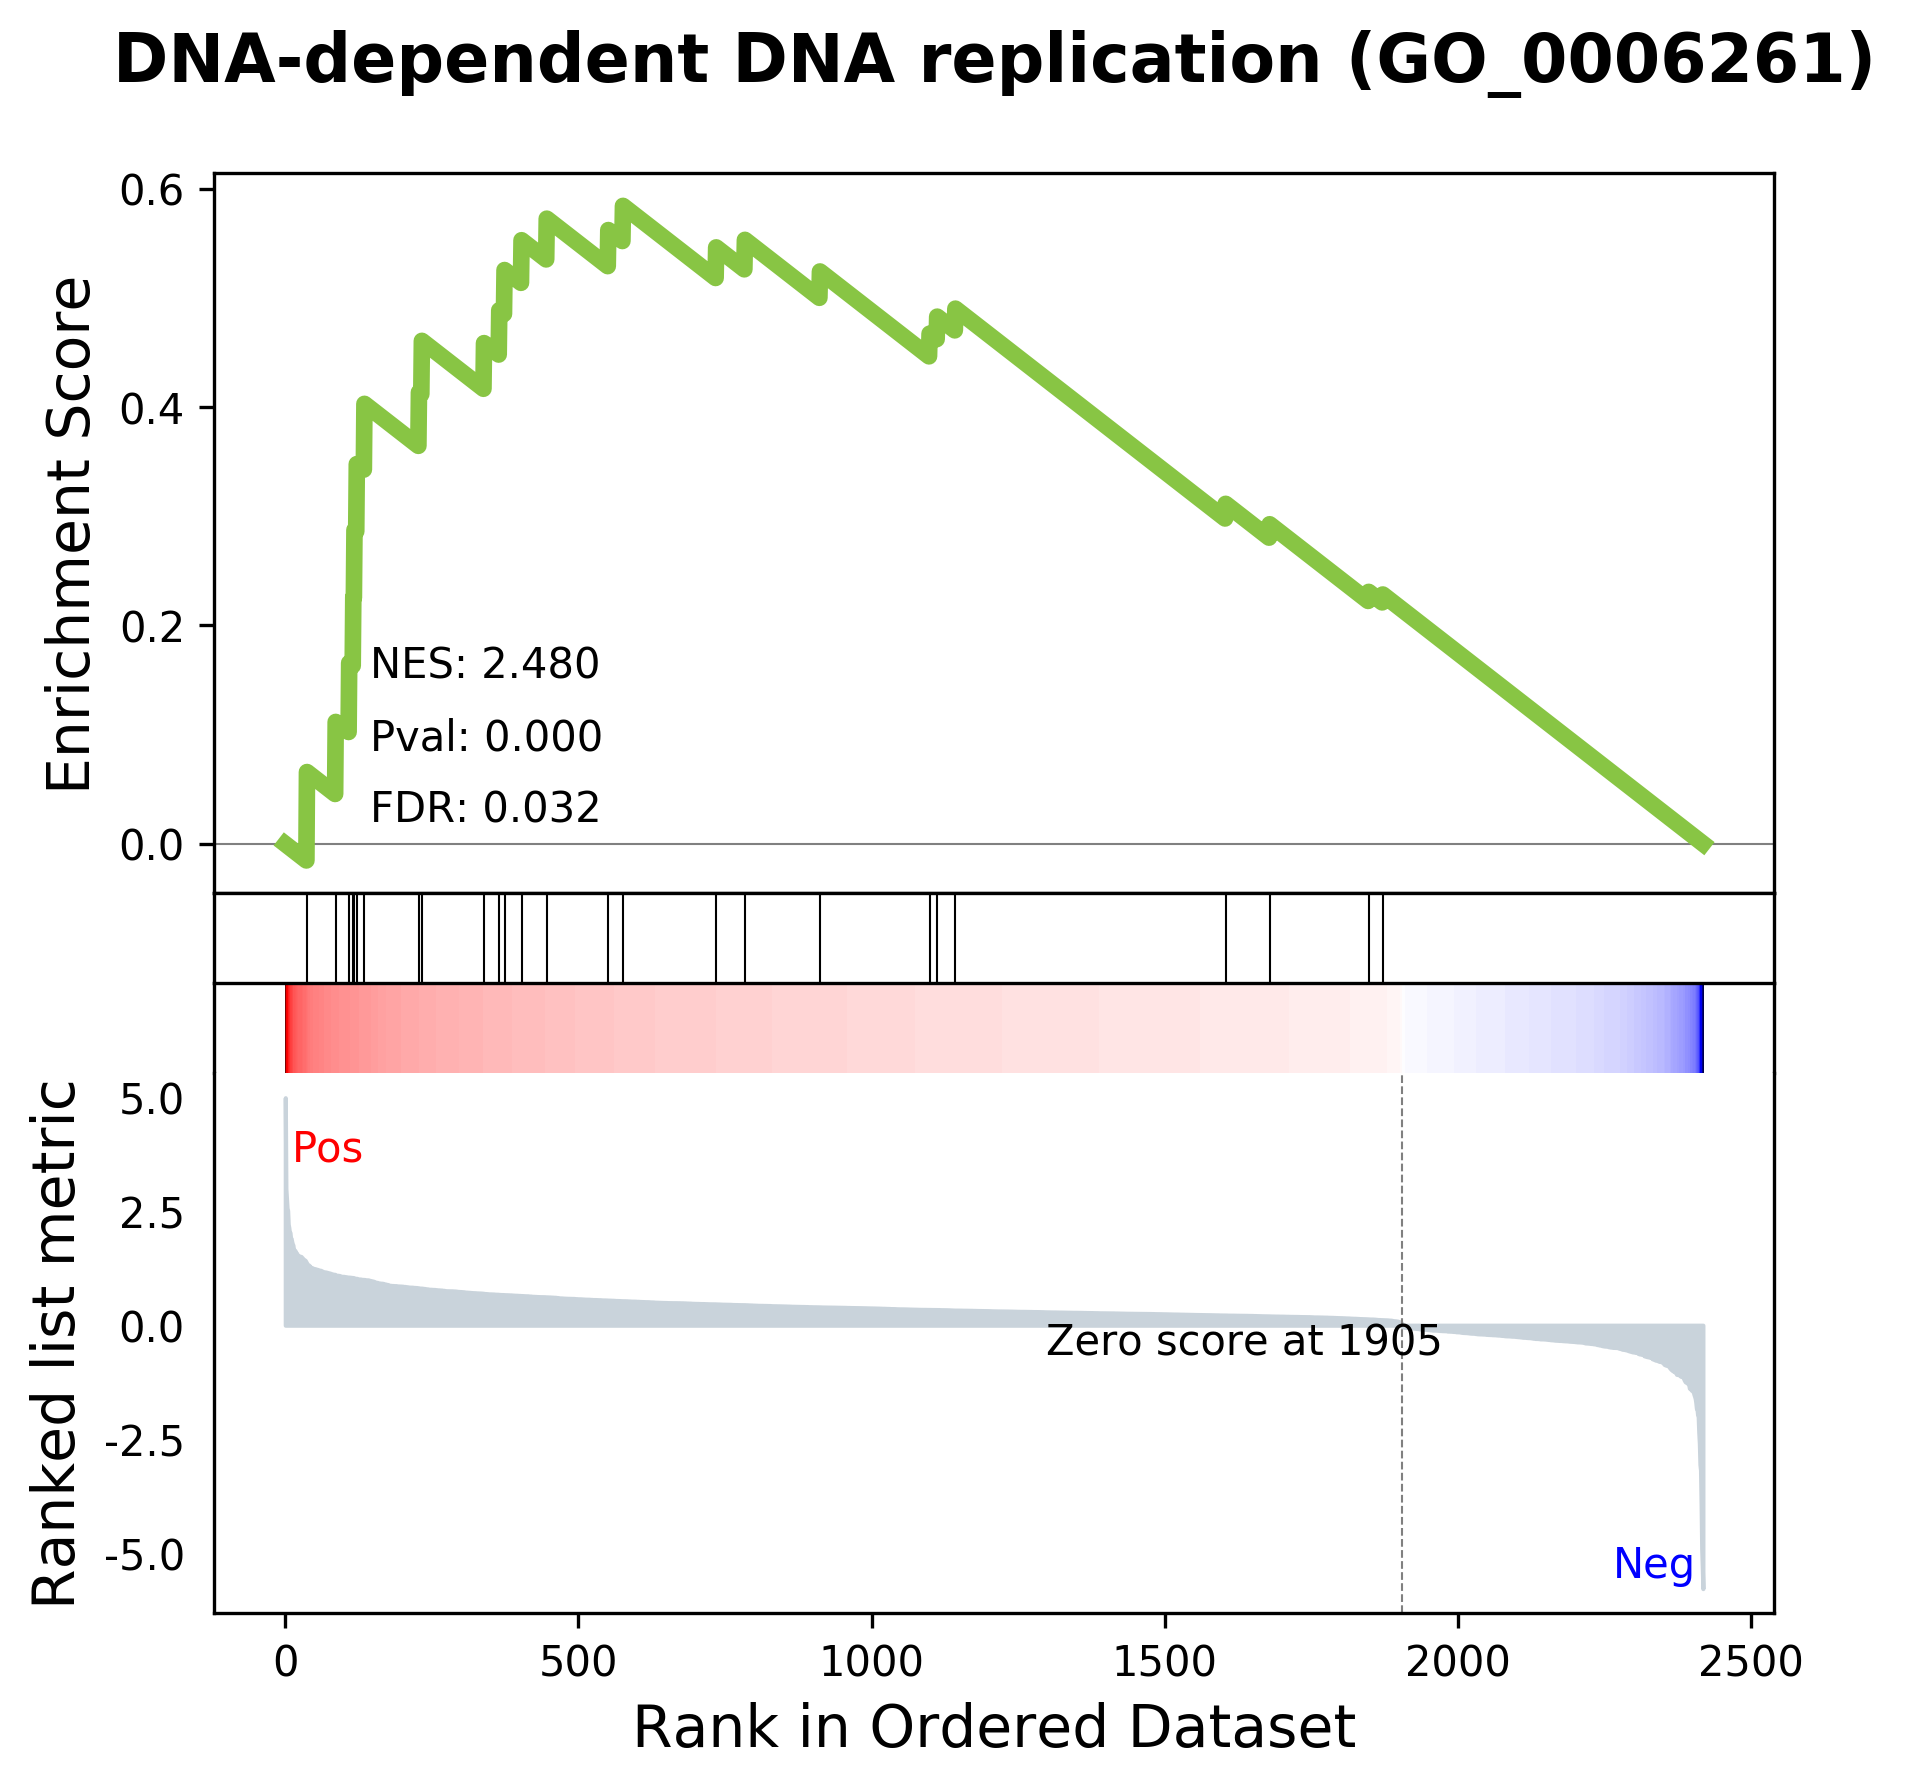 DNA-dependent DNA replication (GO_0006261)
Enrichment Score
0.6
0.4
0.2
0.0
NES: 2.480
Pval: 0.000
FDR: 0.032
Ranked list metric
5.0
2.5
0.0
-2.5
-5.0
Pos
Zero score at 1905
Neg
0 500 1000 1500 2000 2500
Rank in Ordered Dataset